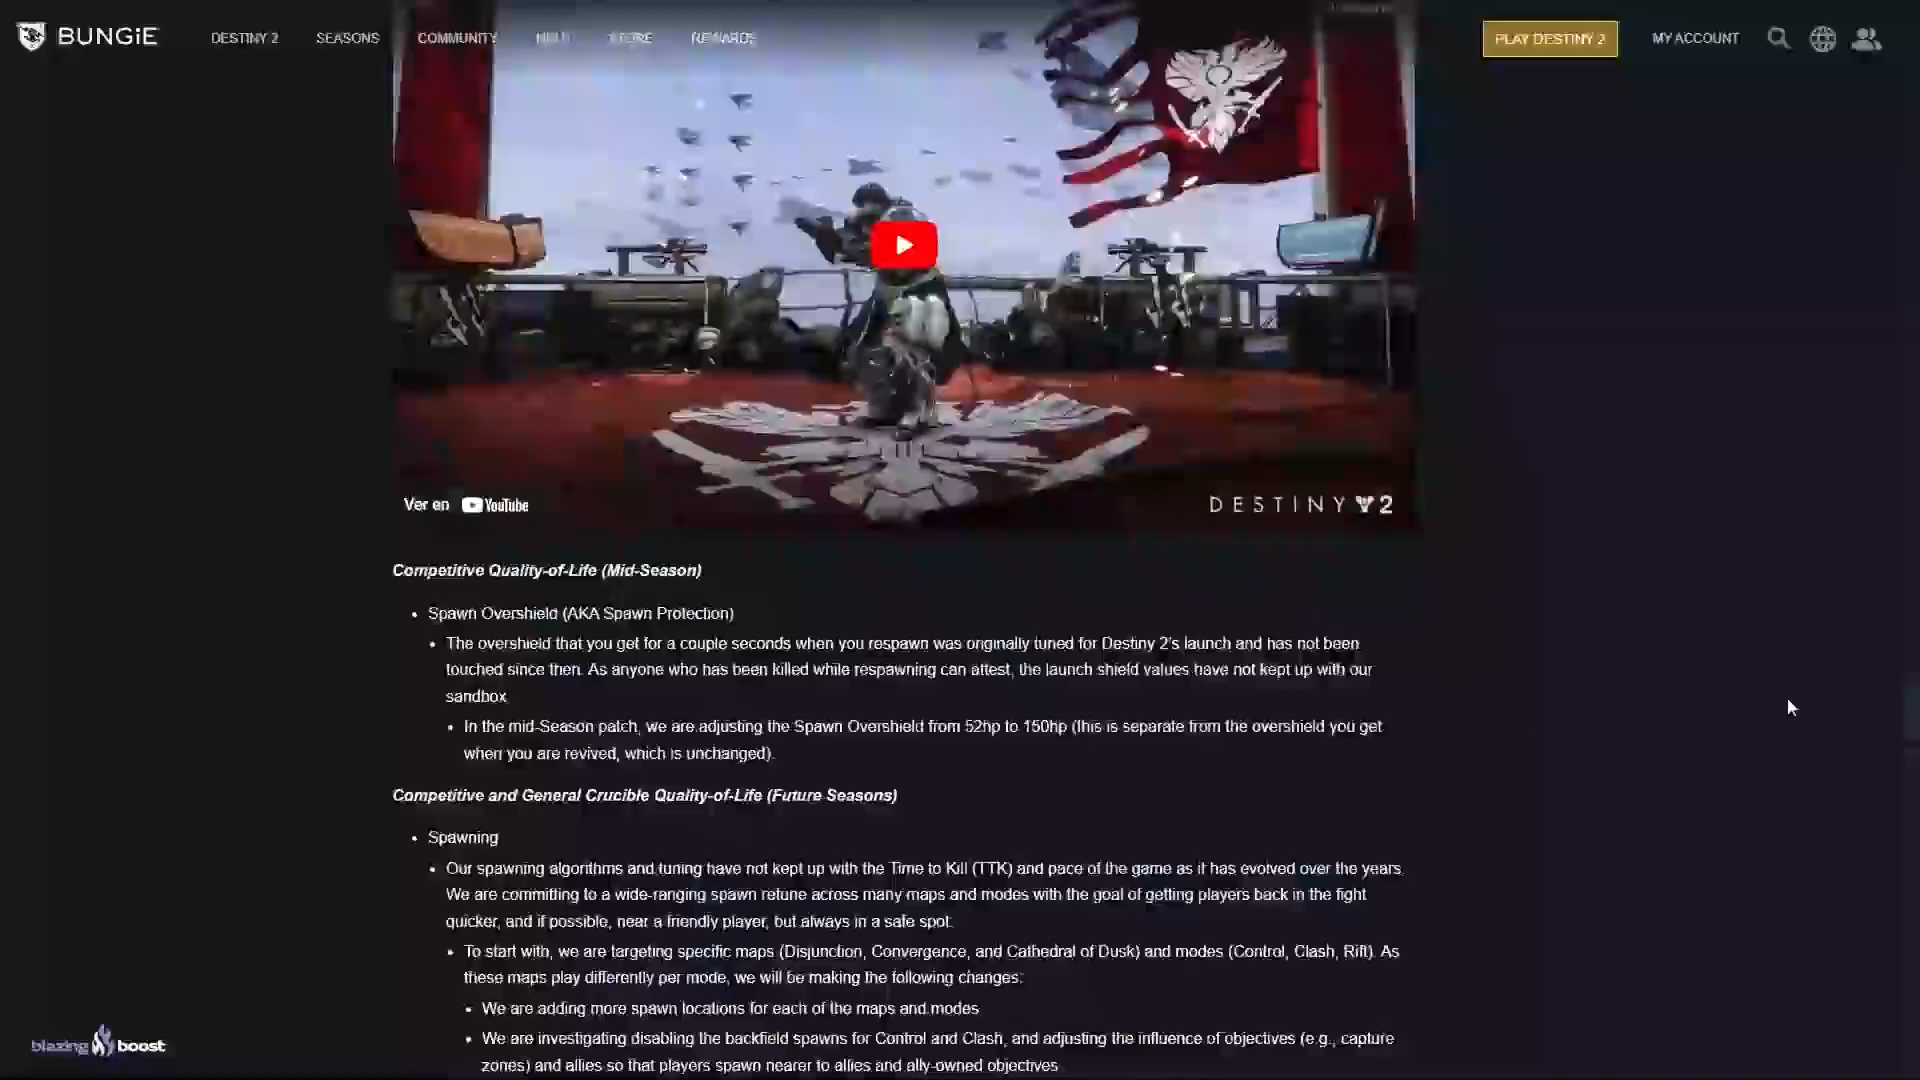 BUNGiE
DESTINY 2
SEASONS
COMMUNITY
HELP
STORE
REWARDS
PLAY DESTINY 2
MY ACCOUNT
Ver en YouTube
DESTINY 2
Competitive Quality-of-Life (Mid-Season)
• Spawn Overshield (AKA Spawn Protection)
• The overshield that you get for a couple seconds when you respawn was originally tuned for Destiny 2's launch and has not been
touched since then. As anyone who has been killed while respawning can attest, the launch shield values have not kept up with our
sandbox.
• In the mid-Season patch, we are adjusting the Spawn Overshield from 52hp to 150hp (this is separate from the overshield you get
when you are revived, which is unchanged).
Competitive and General Crucible Quality-of-Life (Future Seasons)
• Spawning
• Our spawning algorithms and tuning have not kept up with the Time to Kill (TTK) and pace of the game as it has evolved over the years.
We are committing to a wide-ranging spawn retune across many maps and modes with the goal of getting players back in the fight
quicker, and if possible, near a friendly player, but always in a safe spot.
• To start with, we are targeting specific maps (Disjunction, Convergence, and Cathedral of Dusk) and modes (Control, Clash, Rift). As
these maps play differently per mode, we will be making the following changes:
• We are adding more spawn locations for each of the maps and modes
• We are investigating disabling the backfield spawns for Control and Clash, and adjusting the influence of objectives (e.g., capture
zones) and allies so that players spawn nearer to allies and ally-owned objectives
blazing boost